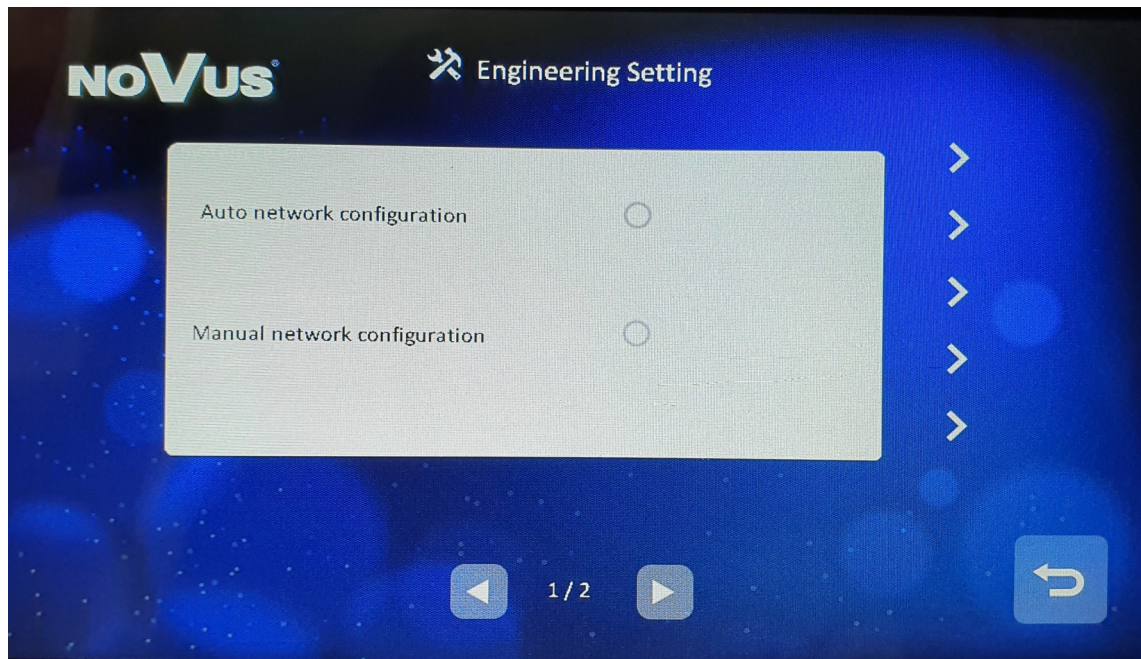 NOVUS®
Engineering Setting
Auto network configuration
Manual network configuration
1/2